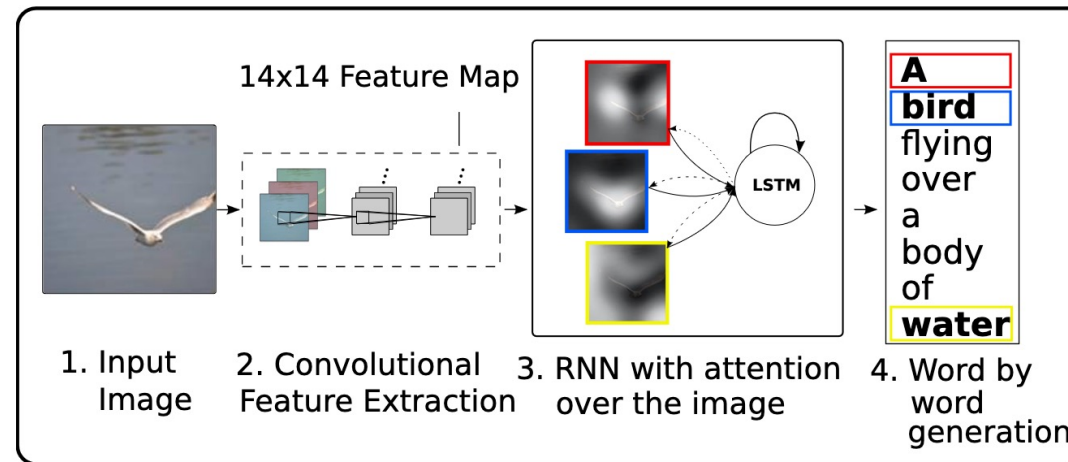 14x14 Feature Map
LSTM
A
bird
flying
over
a
body
of
water
1. Input
Image
2. Convolutional
Feature Extraction
3. RNN with attention
over the image
4. Word by
word
generation